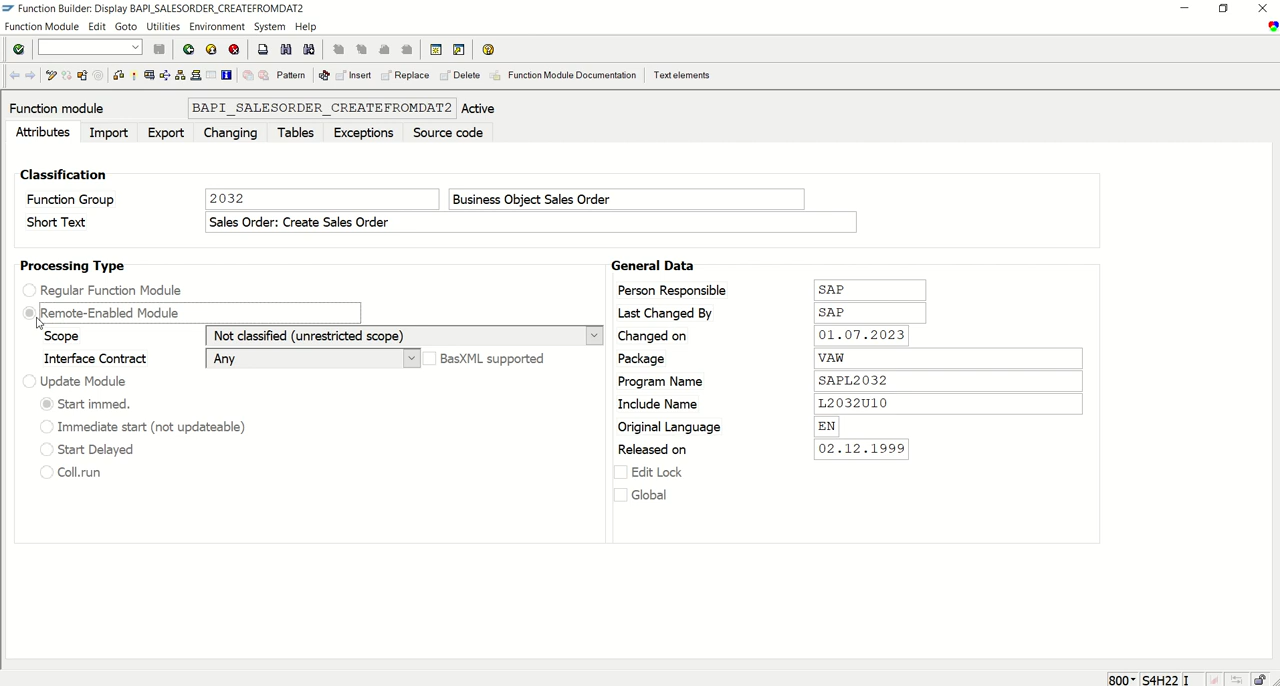 Function Builder: Display BAPI_SALESORDER_CREATEFROMDAT2
Function Module Edit Goto Utilities Environment System Help
Pattern Insert Replace Delete Function Module Documentation Text elements
Function module BAPI_SALESORDER_CREATEFROMDAT2 Active
Attributes Import Export Changing Tables Exceptions Source code
Classification
Function Group 2032 Business Object Sales Order
Short Text Sales Order: Create Sales Order
Processing Type General Data
Regular Function Module Person Responsible SAP
Remote-Enabled Module Last Changed By SAP
Scope Not classified (unrestricted scope) Changed on 01.07.2023
Interface Contract Any BasXML supported Package VAW
Update Module Program Name SAPL2032
Start immed. Include Name L2032U10
Immediate start (not updateable) Original Language EN
Start Delayed Released on 02.12.1999
Coll.run Edit Lock
Global
800 S4H22 I